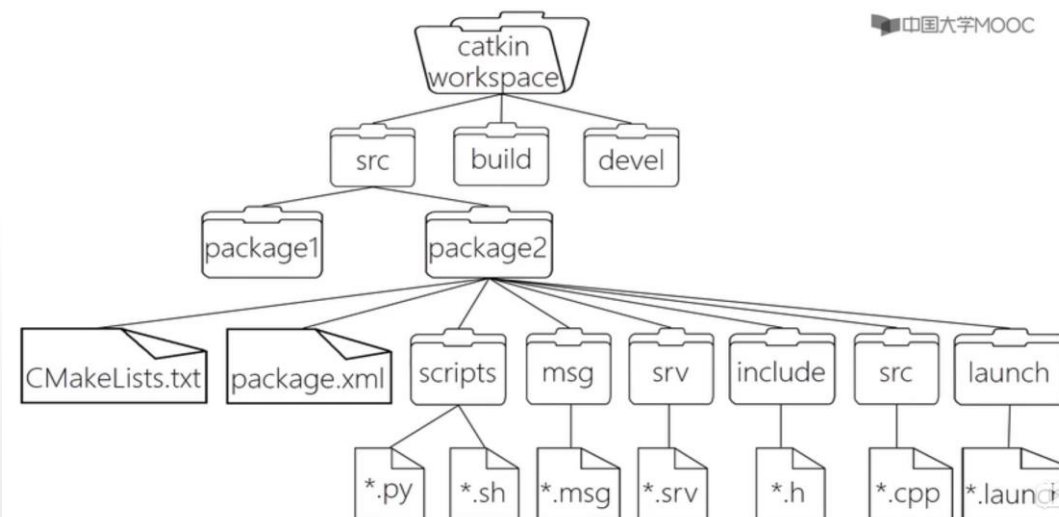 中国大学MOOC
catkin
workspace
src
build
devel
package1
package2
CMakeLists.txt
package.xml
scripts
msg
srv
include
src
launch
*.py
*.sh
*.msg
*.srv
*.h
*.cpp
*.launc